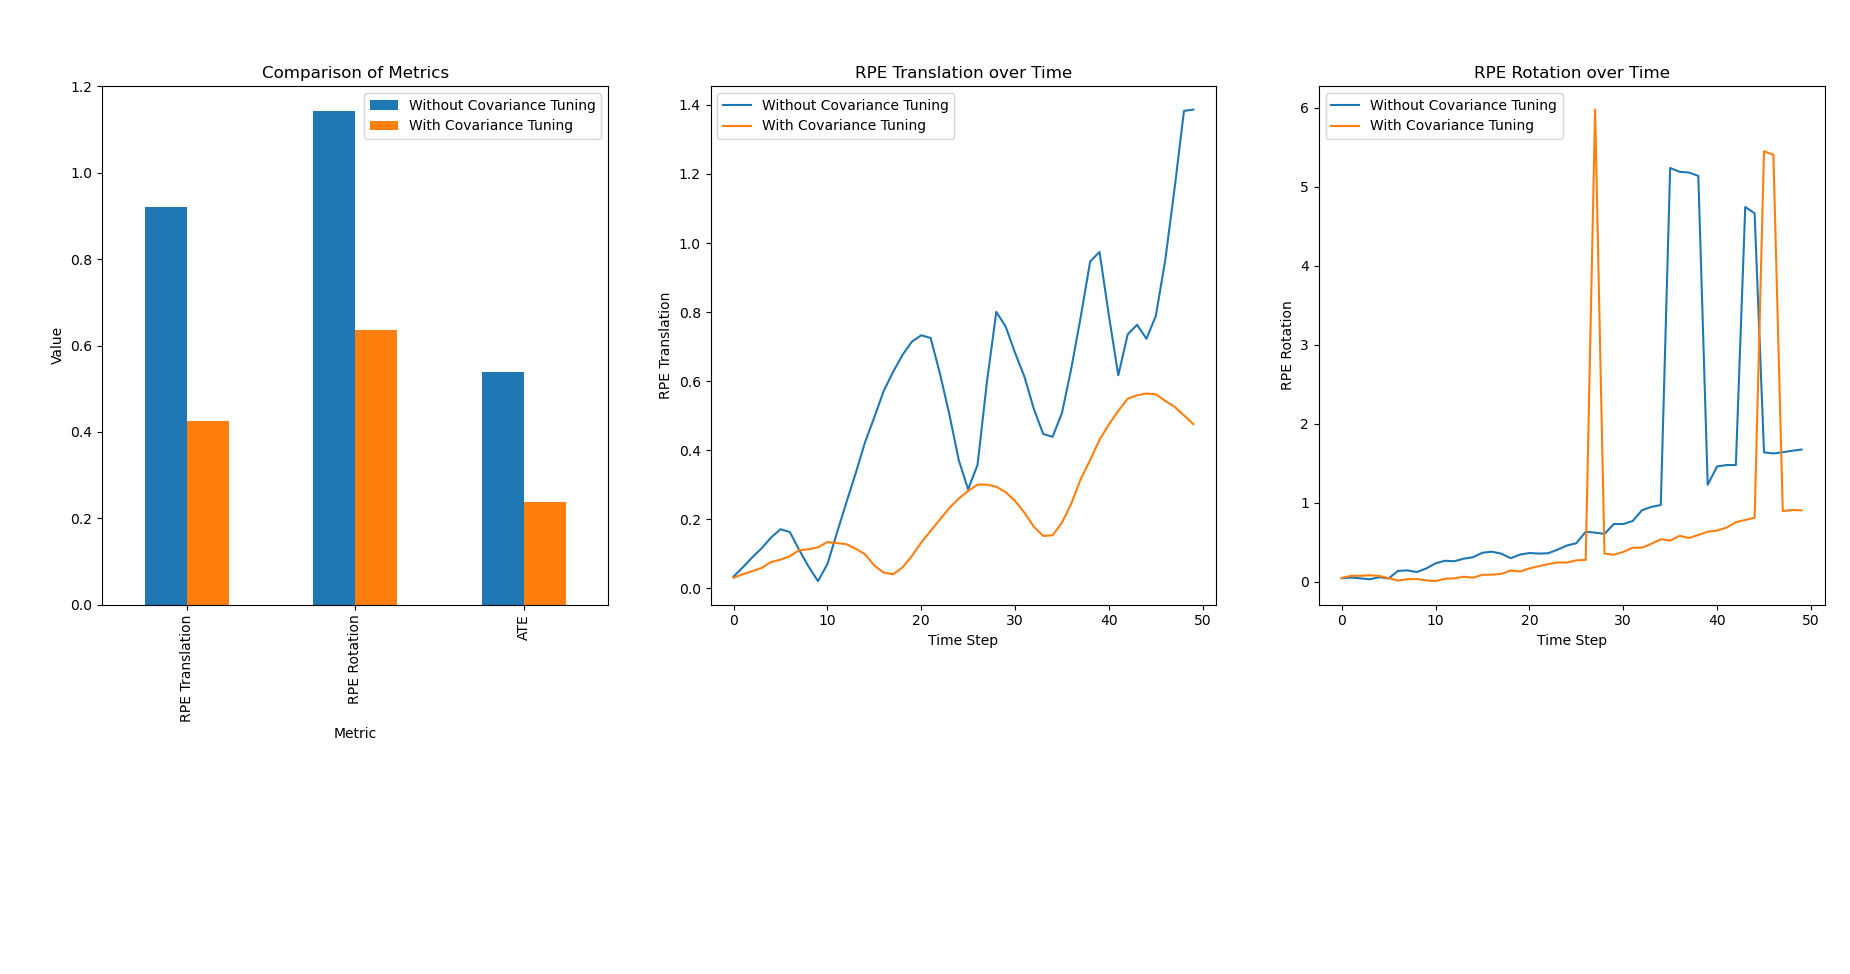 Comparison of Metrics
Without Covariance Tuning
With Covariance Tuning
1.2
1.0
0.8
0.6
0.4
0.2
0.0
Value
RPE Translation
RPE Rotation
ATE
Metric
RPE Translation over Time
Without Covariance Tuning
With Covariance Tuning
1.4
1.2
1.0
0.8
0.6
0.4
0.2
0.0
RPE Translation
0 10 20 30 40 50
Time Step
RPE Rotation over Time
Without Covariance Tuning
With Covariance Tuning
6
5
4
3
2
1
0
RPE Rotation
0 10 20 30 40 50
Time Step